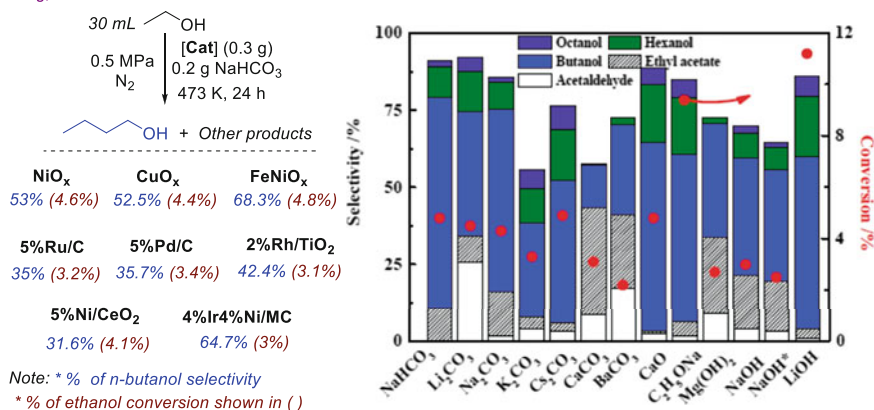 30 mL
OH
[Cat] (0.3 g)
0.5 MPa
N₂
0.2 g NaHCO₃
473 K, 24 h
OH + Other products
NiOₓ CuOₓ FeNiOₓ
53% (4.6%) 52.5% (4.4%) 68.3% (4.8%)
5%Ru/C 5%Pd/C 2%Rh/TiO₂
35% (3.2%) 35.7% (3.4%) 42.4% (3.1%)
5%Ni/CeO₂ 4%Ir4%Ni/MC
31.6% (4.1%) 64.7% (3%)
Note: * % of n-butanol selectivity
* % of ethanol conversion shown in ( )
Selectivity /%
100
75
50
25
0
Octanol Hexanol
Butanol Ethyl acetate
Acetaldehyde
12
8
4
0
Conversion /%
NaHCO₃
Li₂CO₃
Na₂CO₃
K₂CO₃
Cs₂CO₃
CaCO₃
BaCO₃
CaO
C₂H₅ONa
Mg(OH)₂
NaOH
NaOH*
LiOH